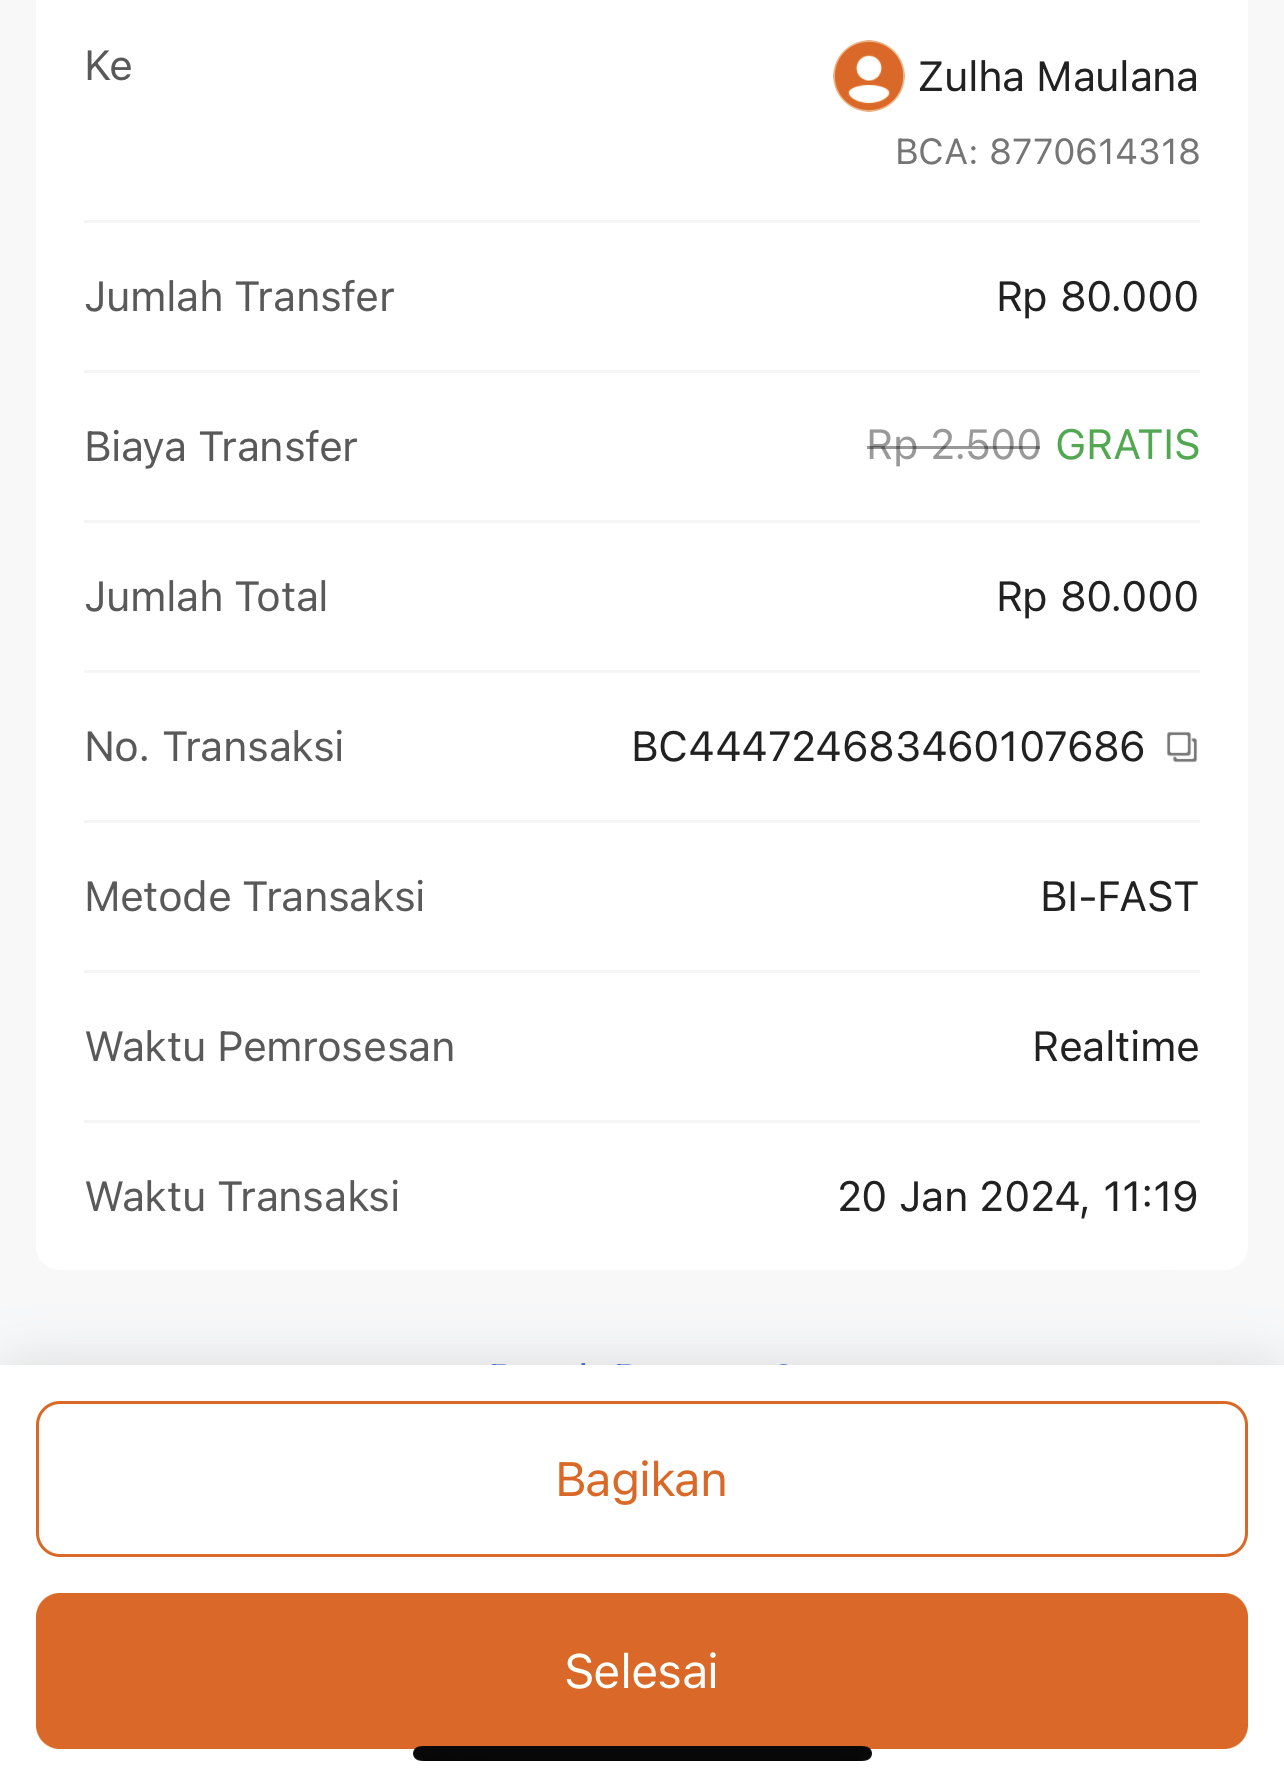 Ke
Zulha Maulana
BCA: 8770614318
Jumlah Transfer Rp 80.000
Biaya Transfer Rp 2.500 GRATIS
Jumlah Total Rp 80.000
No. Transaksi BC444724683460107686
Metode Transaksi BI-FAST
Waktu Pemrosesan Realtime
Waktu Transaksi 20 Jan 2024, 11:19
Bagikan
Selesai